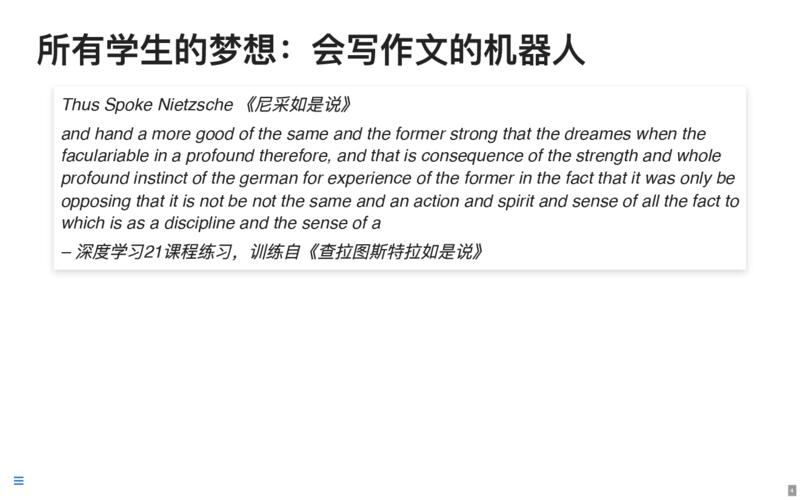 所有学生的梦想：会写作文的机器人
Thus Spoke Nietzsche 《尼采如是说》
and hand a more good of the same and the former strong that the dreames when the
faculariable in a profound therefore, and that is consequence of the strength and whole
profound instinct of the german for experience of the former in the fact that it was only be
opposing that it is not be not the same and an action and spirit and sense of all the fact to
which is as a discipline and the sense of a
– 深度学习21课程练习，训练自《查拉图斯特拉如是说》
4